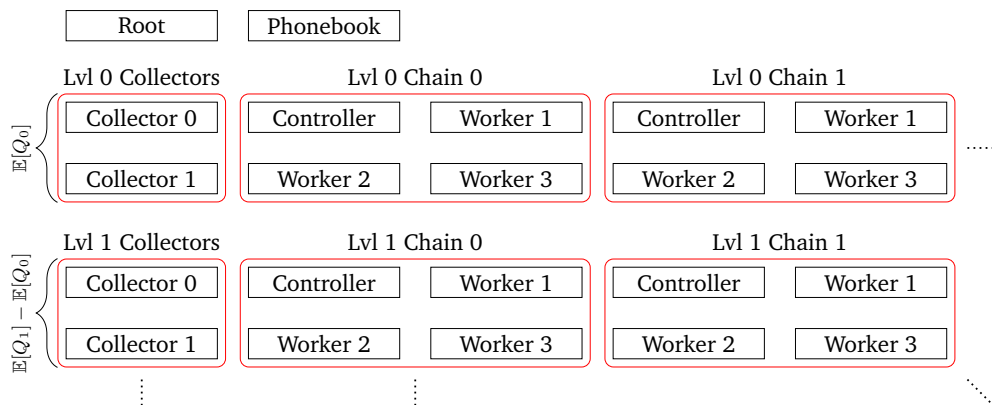 Root Phonebook
Lvl 0 Collectors Lvl 0 Chain 0 Lvl 0 Chain 1
𝔼[Q₀]
Collector 0 Controller Worker 1 Controller Worker 1
Collector 1 Worker 2 Worker 3 Worker 2 Worker 3
Lvl 1 Collectors Lvl 1 Chain 0 Lvl 1 Chain 1
𝔼[Q₁] − 𝔼[Q₀]
Collector 0 Controller Worker 1 Controller Worker 1
Collector 1 Worker 2 Worker 3 Worker 2 Worker 3